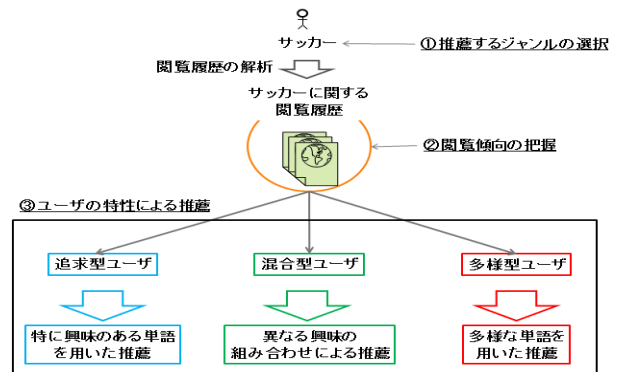 サッカー
①推薦するジャンルの選択
閲覧履歴の解析
サッカーに関する
閲覧履歴
②閲覧傾向の把握
③ユーザの特性による推薦
追求型ユーザ
混合型ユーザ
多様型ユーザ
特に興味のある単語
を用いた推薦
異なる興味の
組み合わせによる推薦
多様な単語を
用いた推薦